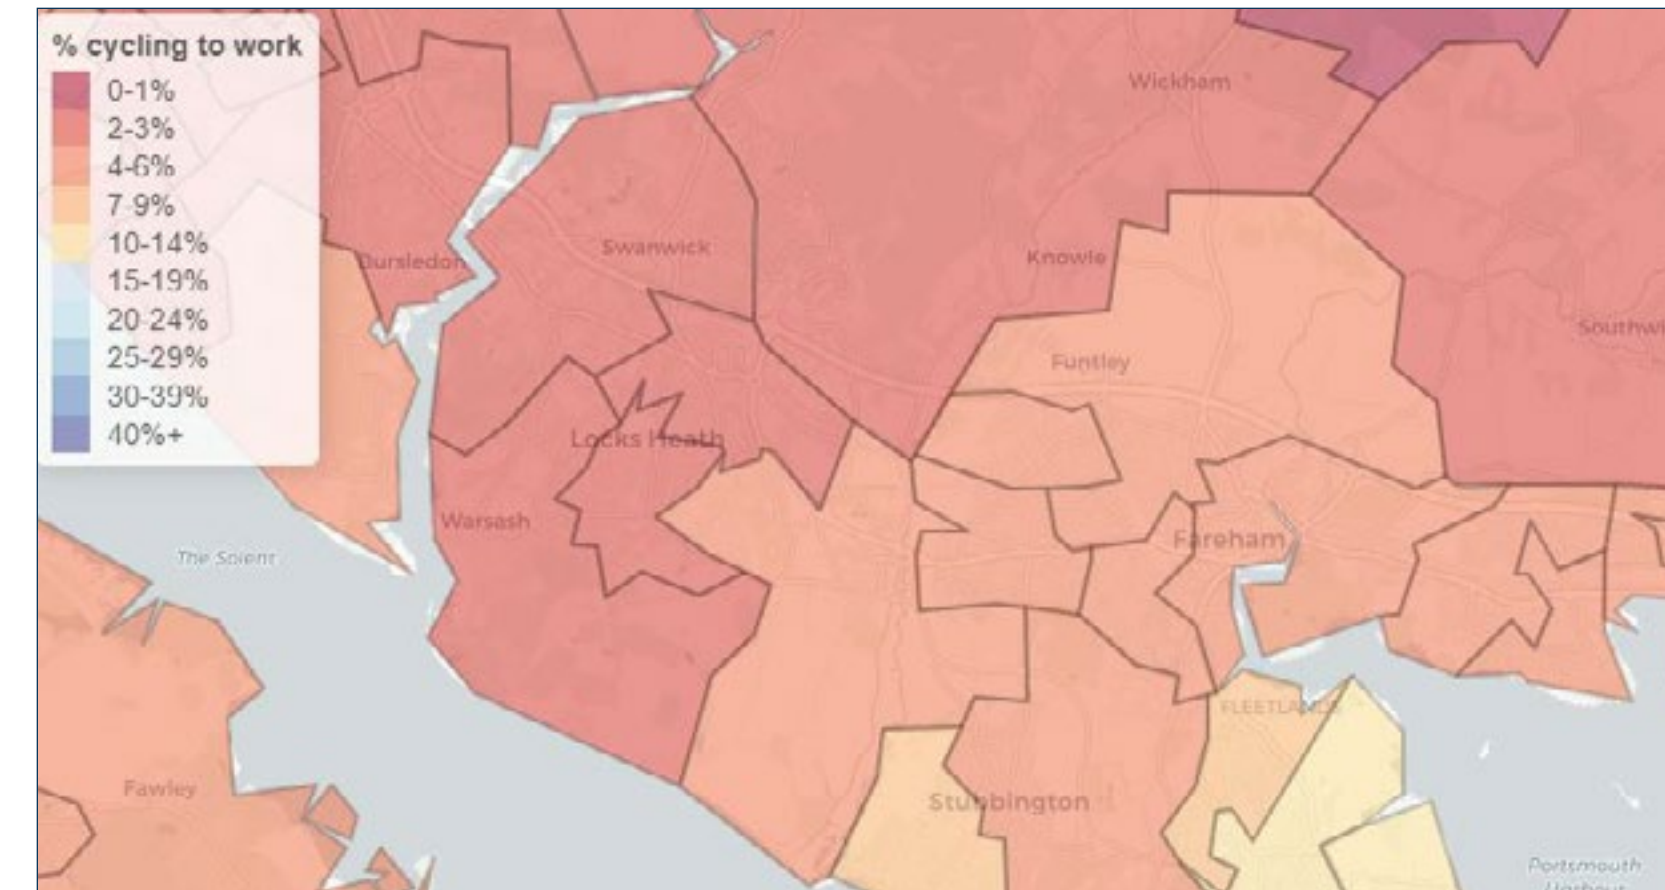 % cycling to work
0-1%
2-3%
4-6%
7-9%
10-14%
15-19%
20-24%
25-29%
30-39%
40%+
Wickham
Bursledon
Swanwick
Knowle
Southwi
Funtley
Locks Heath
Warsash
Fareham
The Solent
FLEETLANDS
Fawley
Stubbington
Portsmouth
Harbour